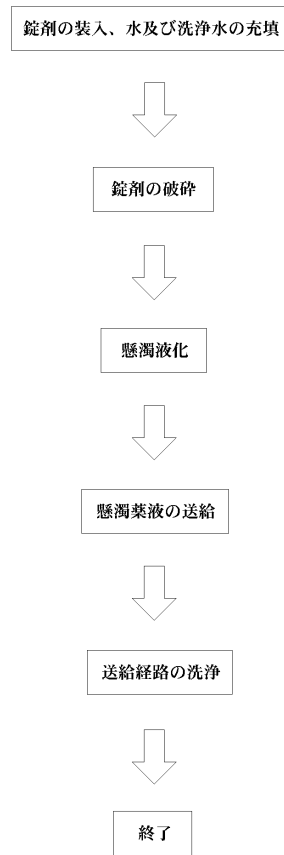 錠剤の装入、水及び洗浄水の充填
錠剤の破砕
懸濁液化
懸濁薬液の送給
送給経路の洗浄
終了